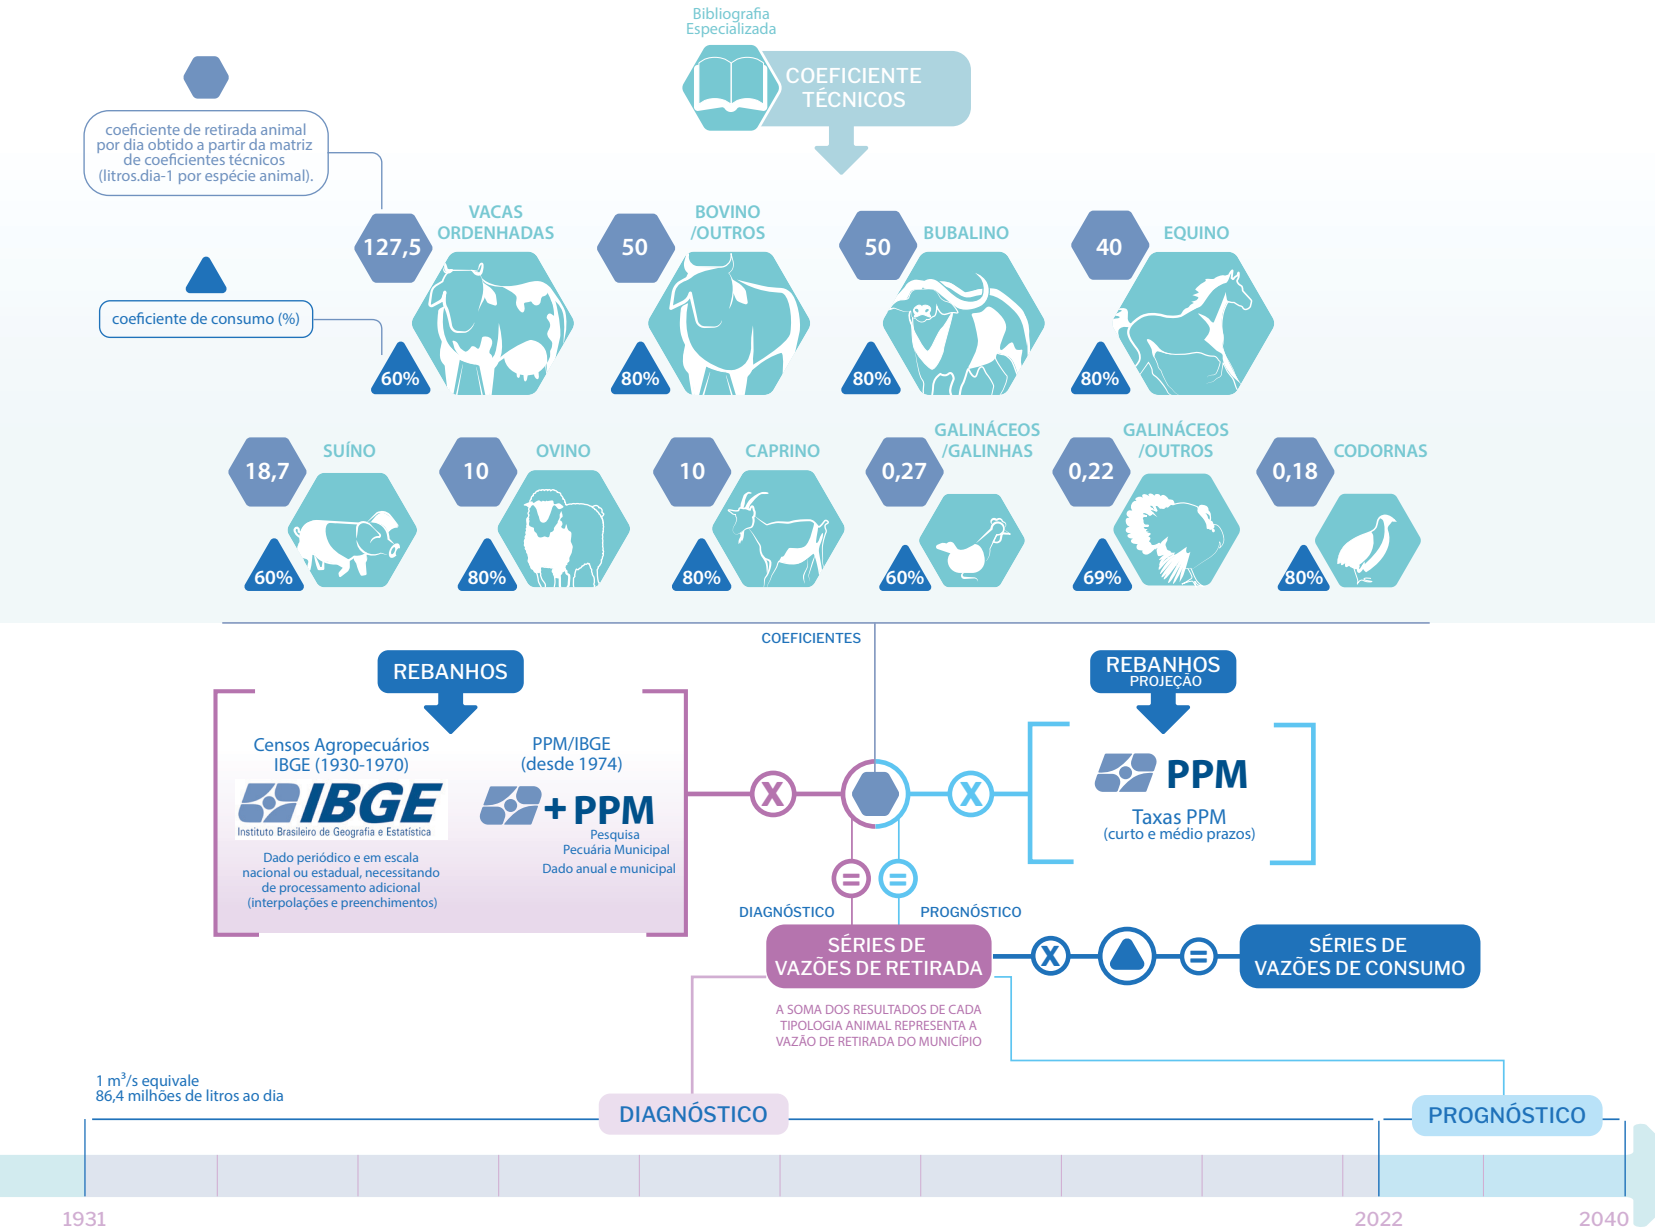 Bibliografia
Especializada
COEFICIENTE
TÉCNICOS
coeficiente de retirada animal
por dia obtido a partir da matriz
de coeficientes técnicos
(litros.dia-1 por espécie animal).
coeficiente de consumo (%)
VACAS
ORDENHADAS
127,5
60%
BOVINO
/OUTROS
50
80%
BUBALINO
50
80%
EQUINO
40
80%
SUÍNO
18,7
60%
OVINO
10
80%
CAPRINO
10
80%
GALINÁCEOS
/GALINHAS
0,27
60%
GALINÁCEOS
/OUTROS
0,22
69%
CODORNAS
0,18
80%
COEFICIENTES
REBANHOS
Censos Agropecuários
IBGE (1930-1970)
IBGE
Instituto Brasileiro de Geografia e Estatística
Dado periódico e em escala
nacional ou estadual, necessitando
de processamento adicional
(interpolações e preenchimentos)
PPM/IBGE
(desde 1974)
+ PPM
Pesquisa
Pecuária Municipal
Dado anual e municipal
X
X
REBANHOS
PROJEÇÃO
PPM
Taxas PPM
(curto e médio prazos)
=
=
DIAGNÓSTICO
PROGNÓSTICO
SÉRIES DE
VAZÕES DE RETIRADA
X
=
SÉRIES DE
VAZÕES DE CONSUMO
A SOMA DOS RESULTADOS DE CADA
TIPOLOGIA ANIMAL REPRESENTA A
VAZÃO DE RETIRADA DO MUNICÍPIO
1 m³/s equivale
86,4 milhões de litros ao dia
DIAGNÓSTICO
PROGNÓSTICO
1931
2022
2040